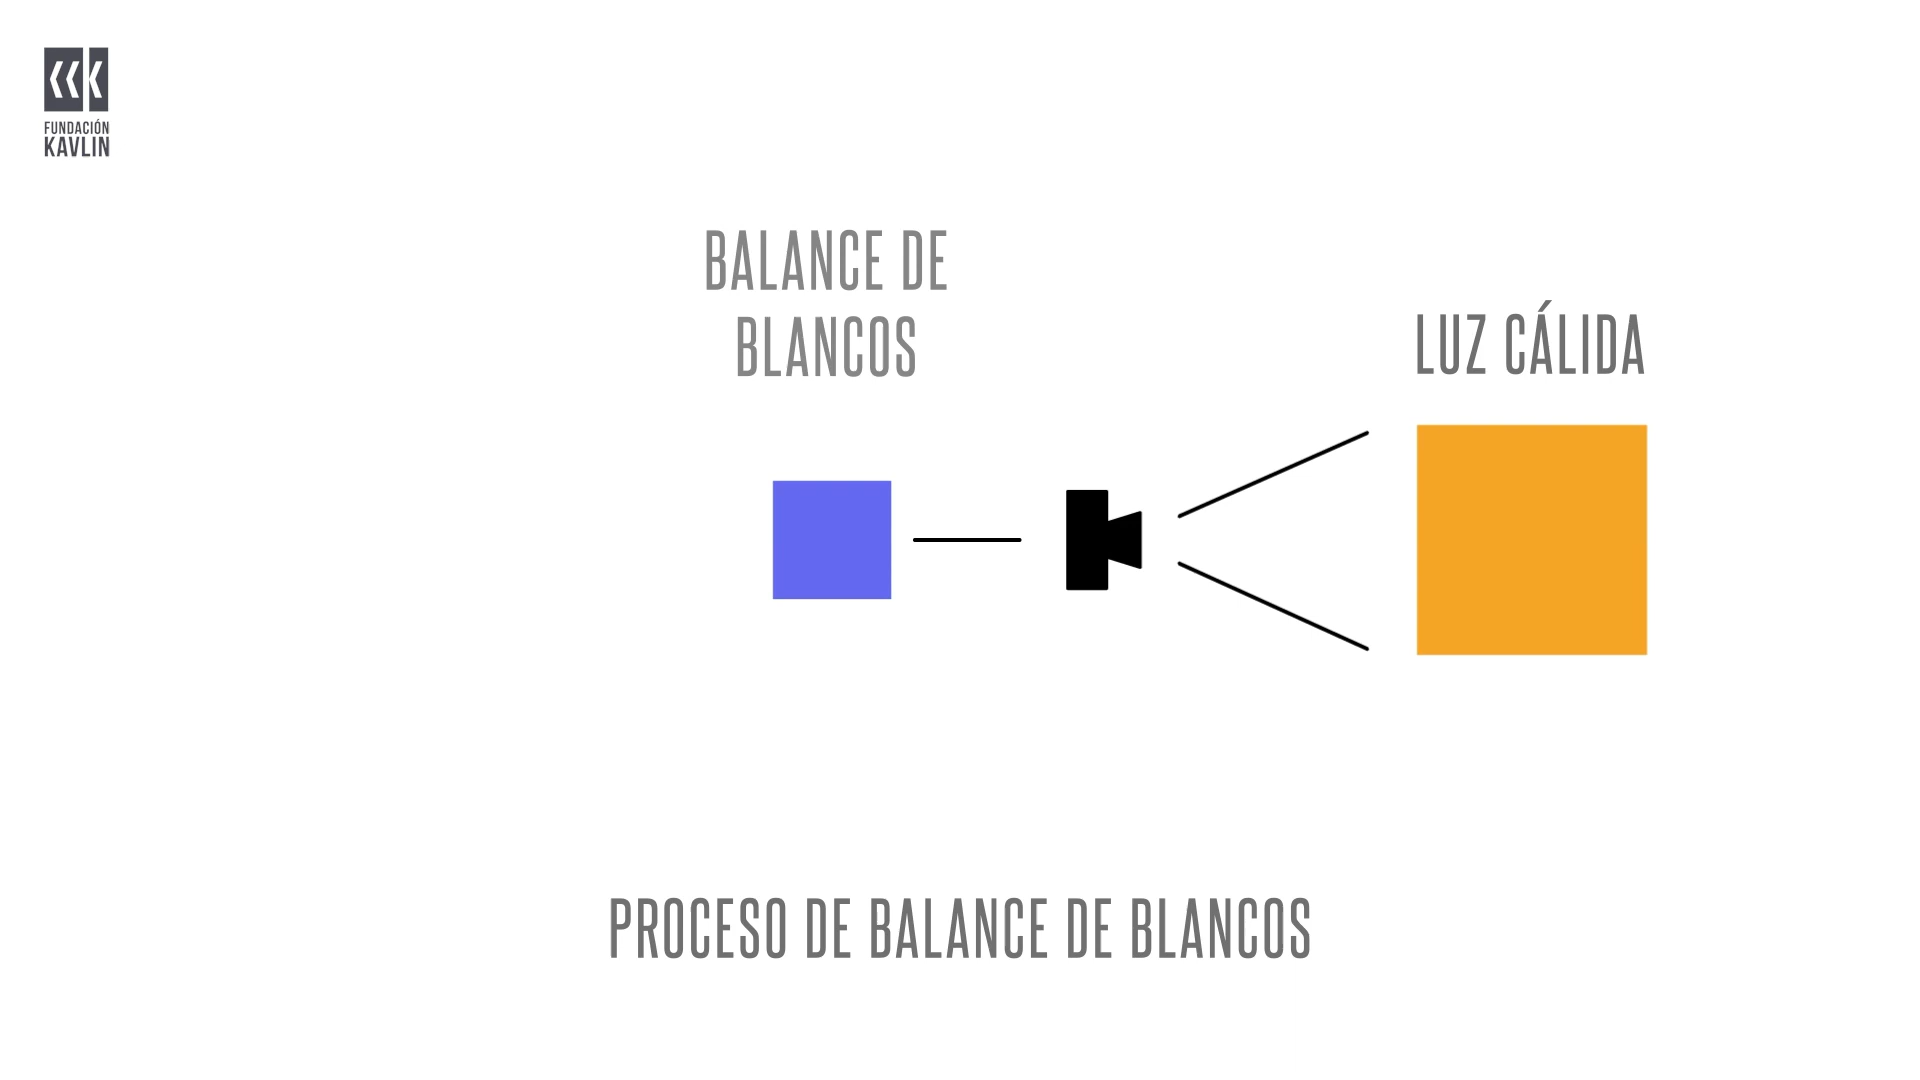 FUNDACIÓN
KAVLIN
BALANCE DE
BLANCOS
LUZ CÁLIDA
PROCESO DE BALANCE DE BLANCOS